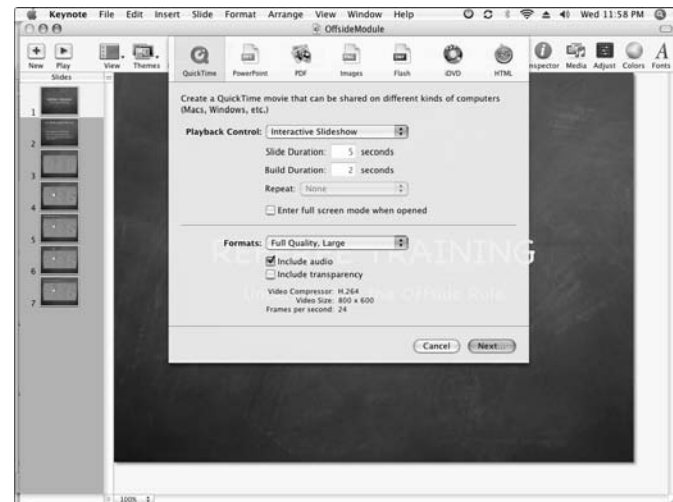 Keynote File Edit Insert Slide Format Arrange View Window Help Wed 11:58 PM
OffsideModule
New Play View Themes
QuickTime PowerPoint PDF Images Flash iDVD HTML
nspector Media Adjust Colors Fonts
Slides
Create a QuickTime movie that can be shared on different kinds of computers
(Macs, Windows, etc.)
Playback Control: Interactive Slideshow
Slide Duration: 5 seconds
Build Duration: 2 seconds
Repeat: None
Enter full screen mode when opened
Formats: Full Quality, Large
Include audio
Include transparency
Video Compressor: H.264
Video Size: 800 x 600
Frames per second: 24
Cancel Next...
TRAINING
the Offside Rule
1
2
3
4
5
6
7
100%